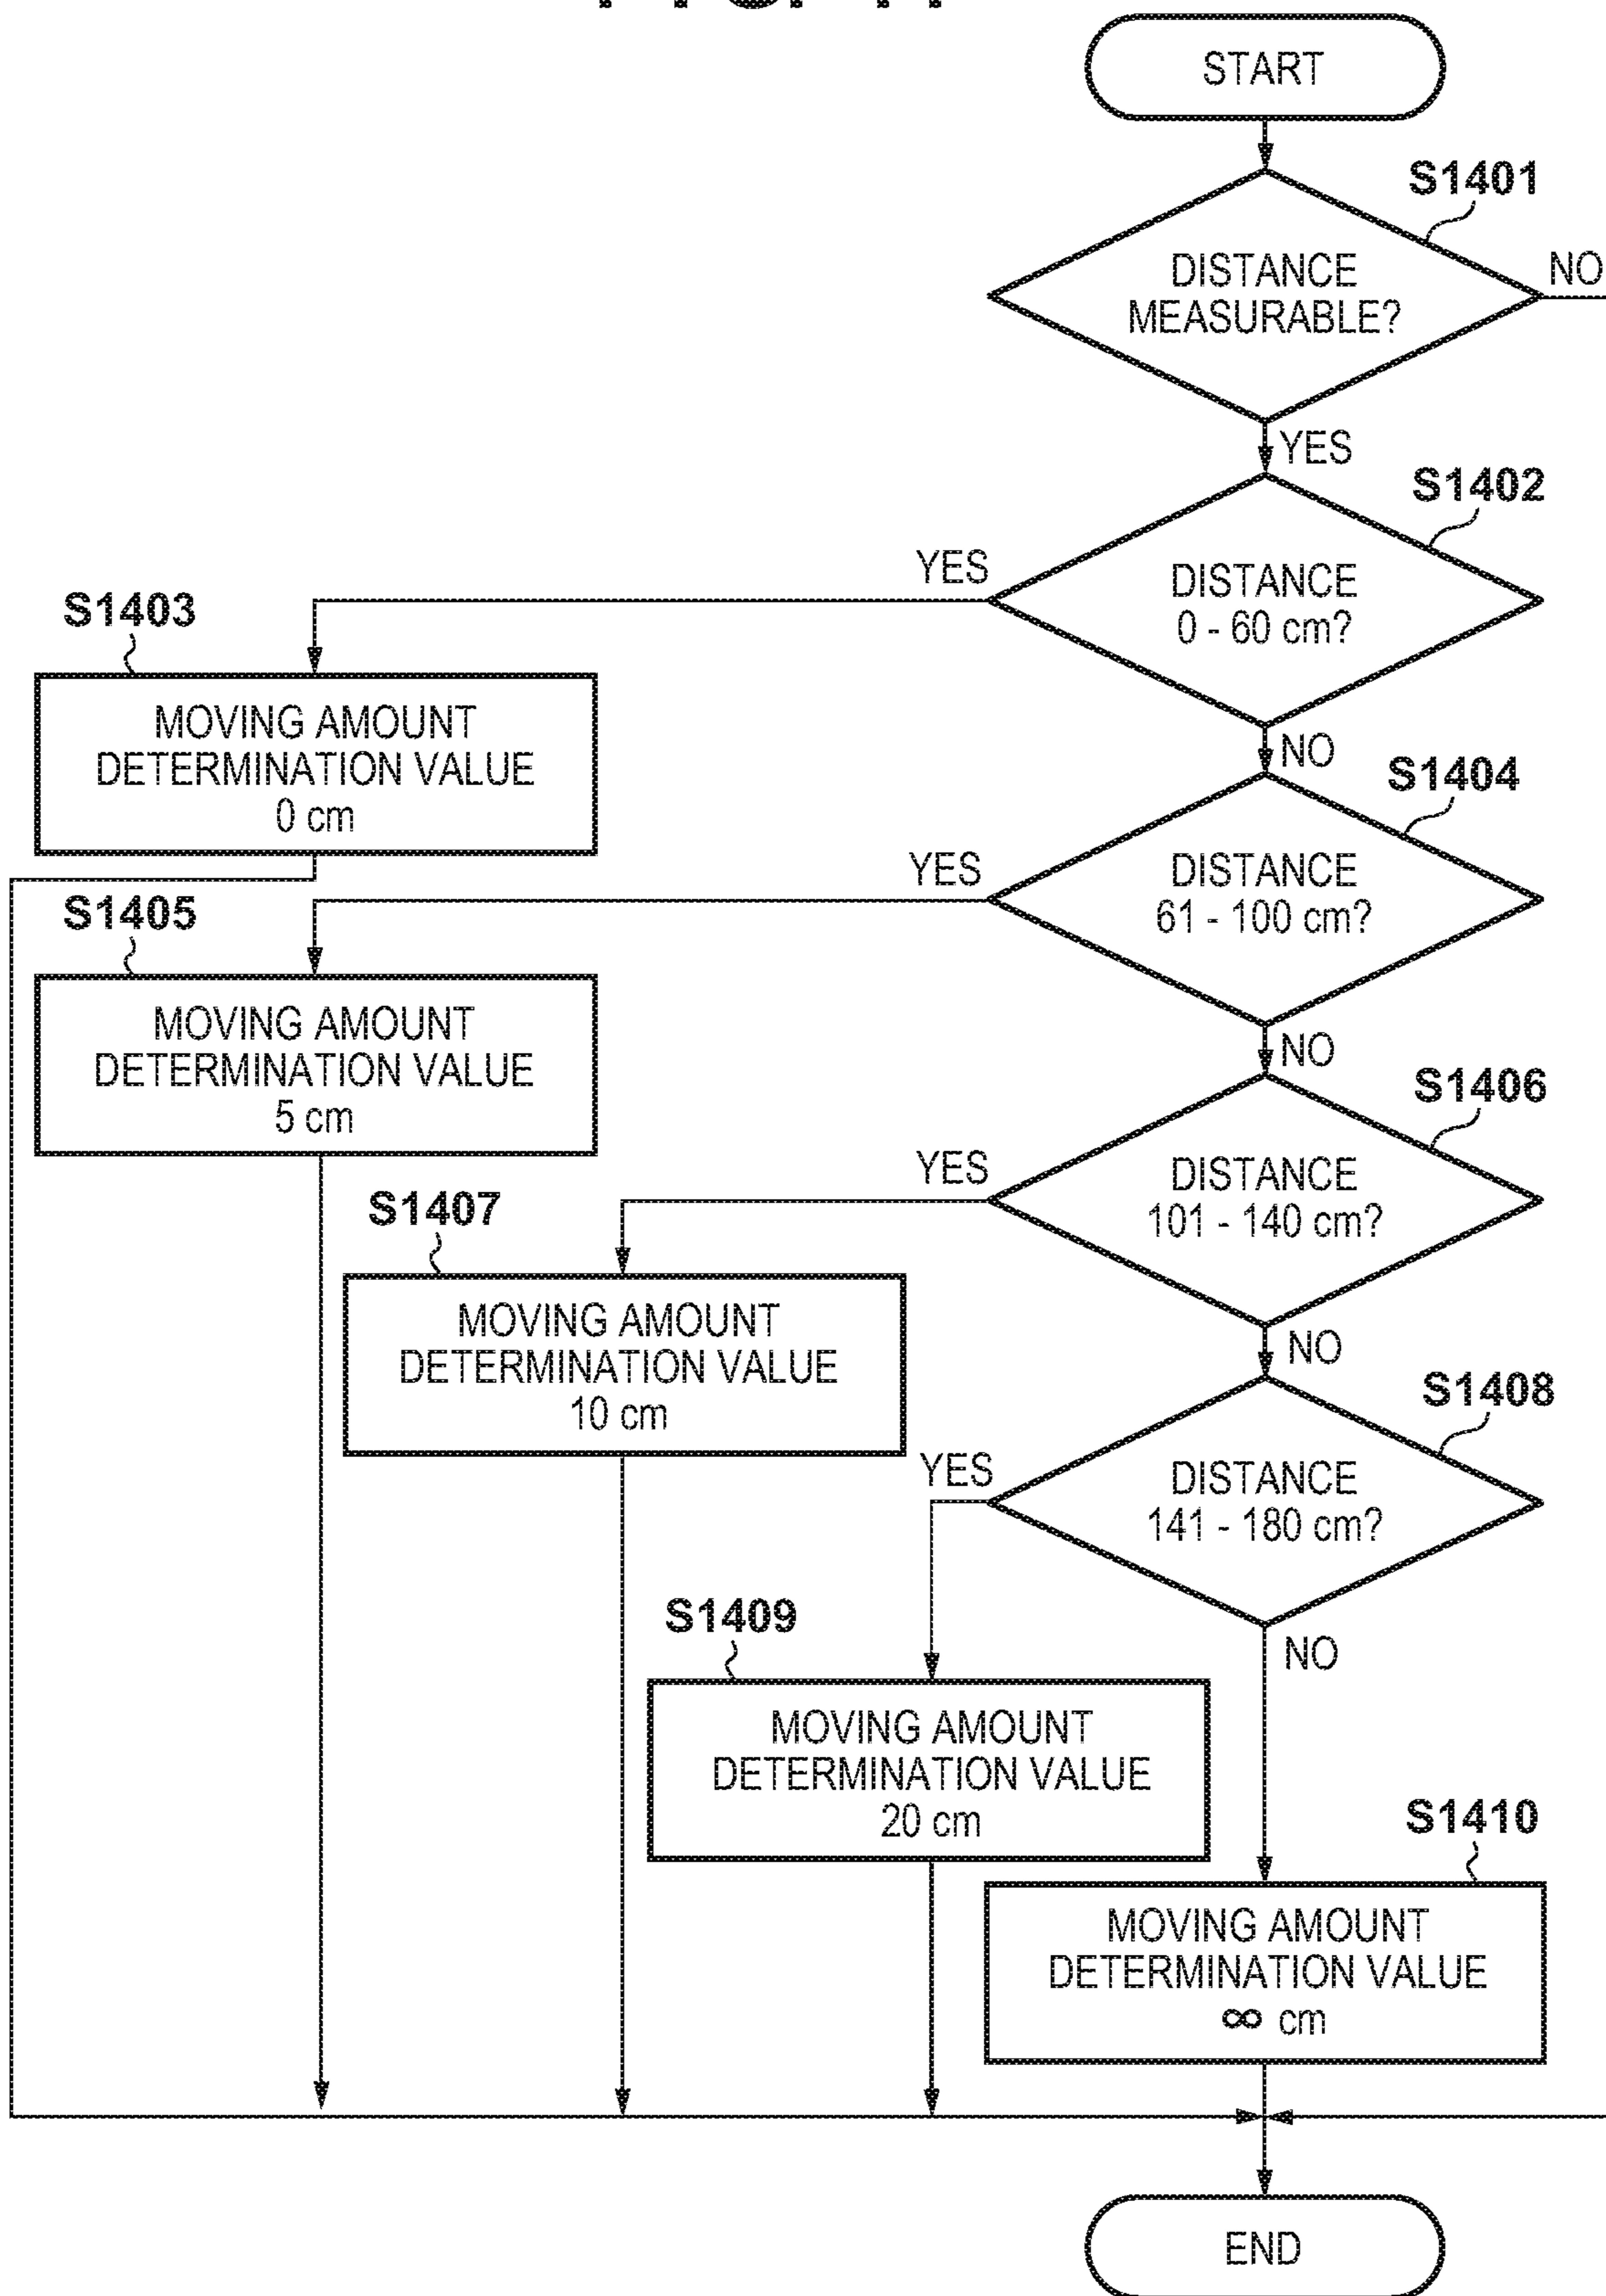 START
S1401
DISTANCE
MEASURABLE?
NO
YES
S1402
DISTANCE
0 - 60 cm?
YES
S1403
MOVING AMOUNT
DETERMINATION VALUE
0 cm
NO
S1404
DISTANCE
61 - 100 cm?
YES
S1405
MOVING AMOUNT
DETERMINATION VALUE
5 cm
NO
S1406
DISTANCE
101 - 140 cm?
YES
S1407
MOVING AMOUNT
DETERMINATION VALUE
10 cm
NO
S1408
DISTANCE
141 - 180 cm?
YES
S1409
MOVING AMOUNT
DETERMINATION VALUE
20 cm
NO
S1410
MOVING AMOUNT
DETERMINATION VALUE
∞ cm
END